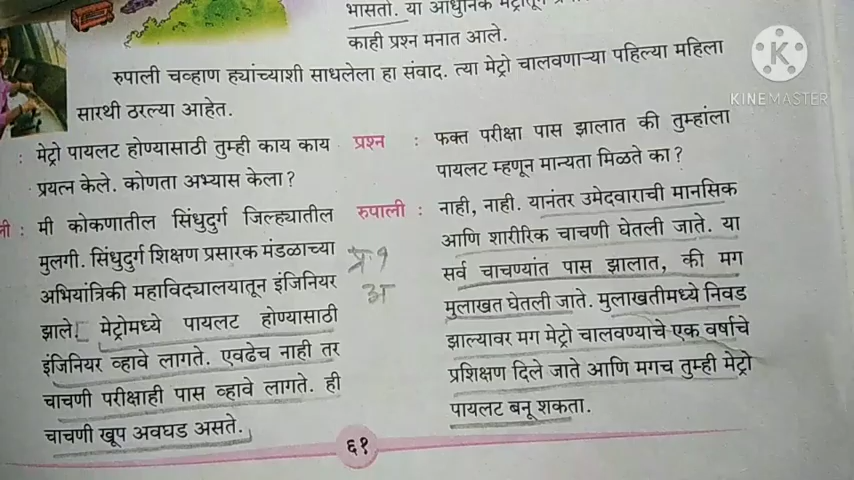 भासतो. या आधुनिक
काही प्रश्न मनात आले.
रुपाली चव्हाण ह्यांच्याशी साधलेला हा संवाद. त्या मेट्रो चालवणाऱ्या पहिल्या महिला
सारथी ठरल्या आहेत.
: मेट्रो पायलट होण्यासाठी तुम्ही काय काय
प्रयत्न केले. कोणता अभ्यास केला?
ली : मी कोकणातील सिंधुदुर्ग जिल्ह्यातील
मुलगी. सिंधुदुर्ग शिक्षण प्रसारक मंडळाच्या
अभियांत्रिकी महाविद्यालयातून इंजिनियर
झाले. मेट्रोमध्ये पायलट होण्यासाठी
इंजिनियर व्हावे लागते. एवढेच नाही तर
चाचणी परीक्षाही पास व्हावे लागते. ही
चाचणी खूप अवघड असते.
प्र. १
अ
प्रश्न : फक्त परीक्षा पास झालात की तुम्हांला
पायलट म्हणून मान्यता मिळते का?
रुपाली : नाही, नाही. यानंतर उमेदवाराची मानसिक
आणि शारीरिक चाचणी घेतली जाते. या
सर्व चाचण्यांत पास झालात, की मग
मुलाखत घेतली जाते. मुलाखतीमध्ये निवड
झाल्यावर मग मेट्रो चालवण्याचे एक वर्षाचे
प्रशिक्षण दिले जाते आणि मगच तुम्ही मेट्रो
पायलट बनू शकता.
६१
KINEMASTER